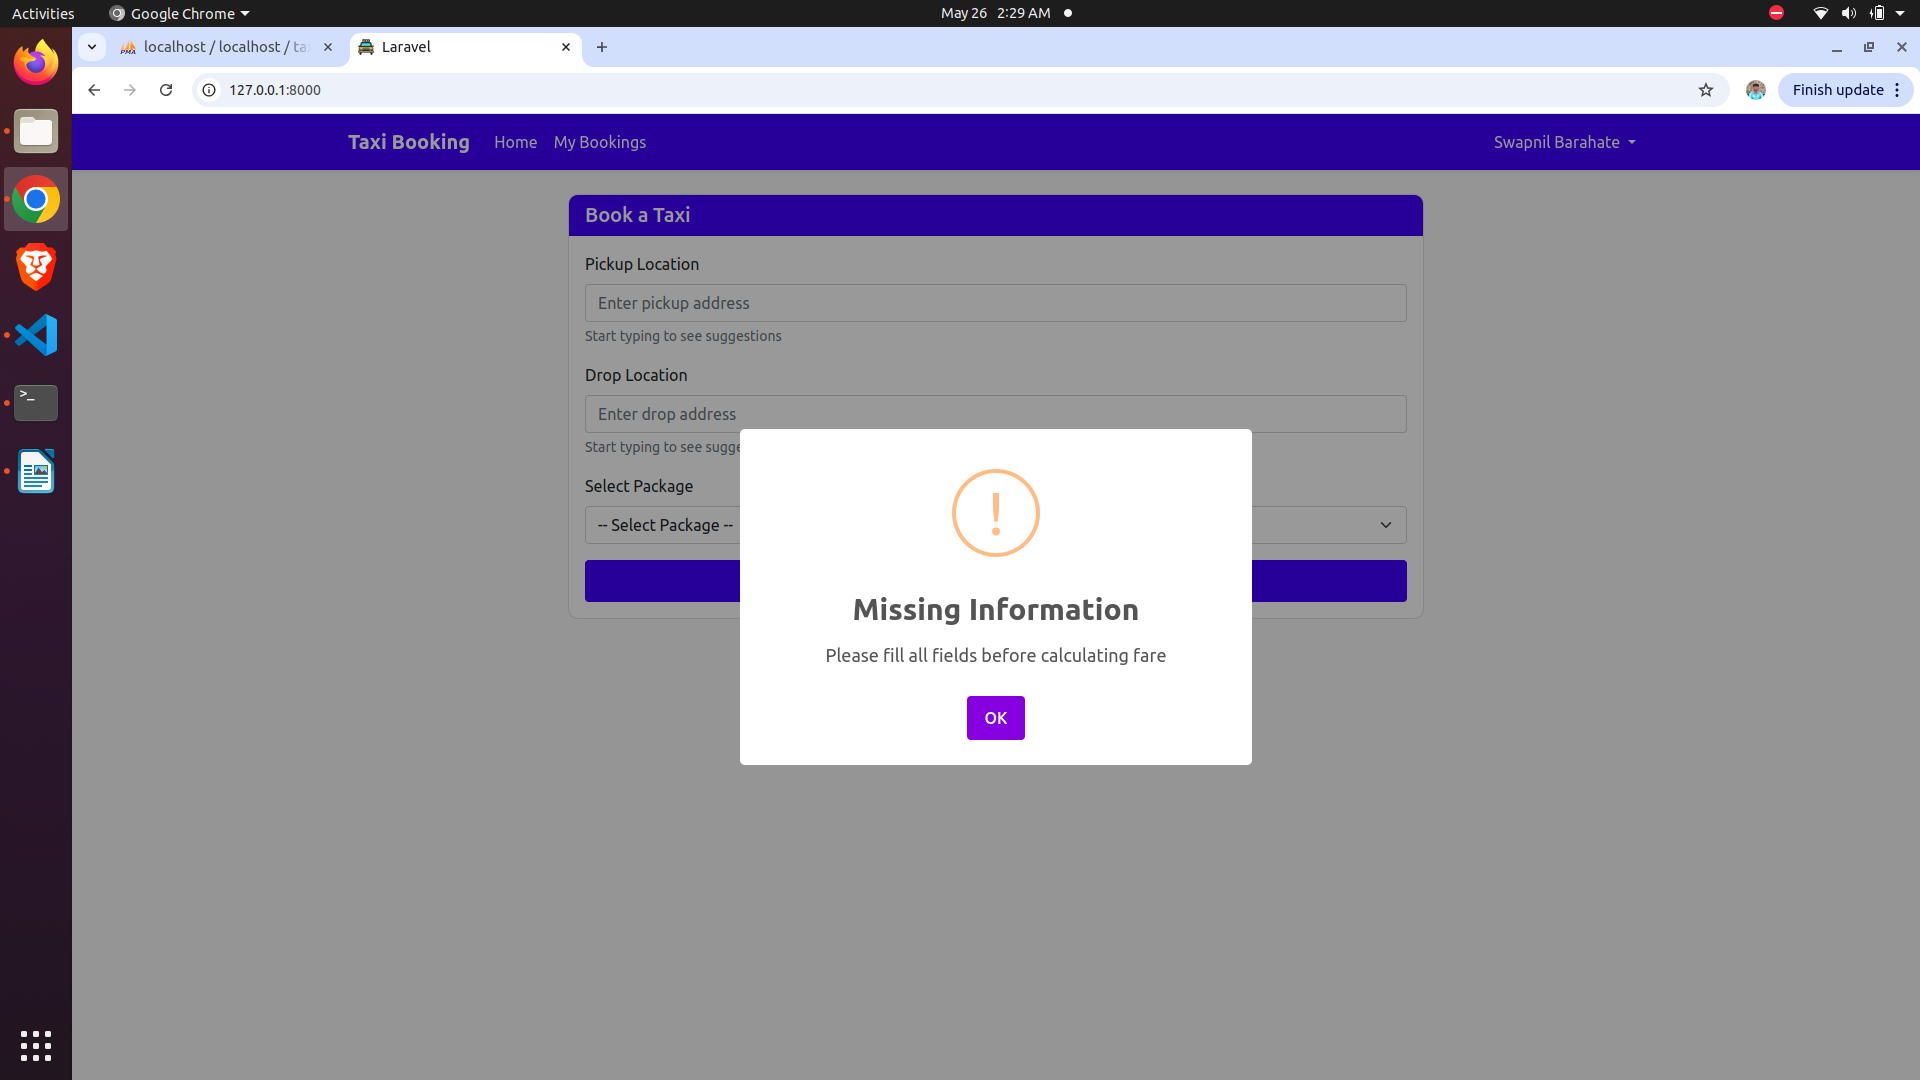 Activities
Google Chrome
May 26 2:29 AM
localhost / localhost / ta
Laravel
127.0.0.1:8000
Finish update
Taxi Booking
Home
My Bookings
Swapnil Barahate
Book a Taxi
Pickup Location
Enter pickup address
Start typing to see suggestions
Drop Location
Enter drop address
Start typing to see sugge
Select Package
-- Select Package --
!
Missing Information
Please fill all fields before calculating fare
OK